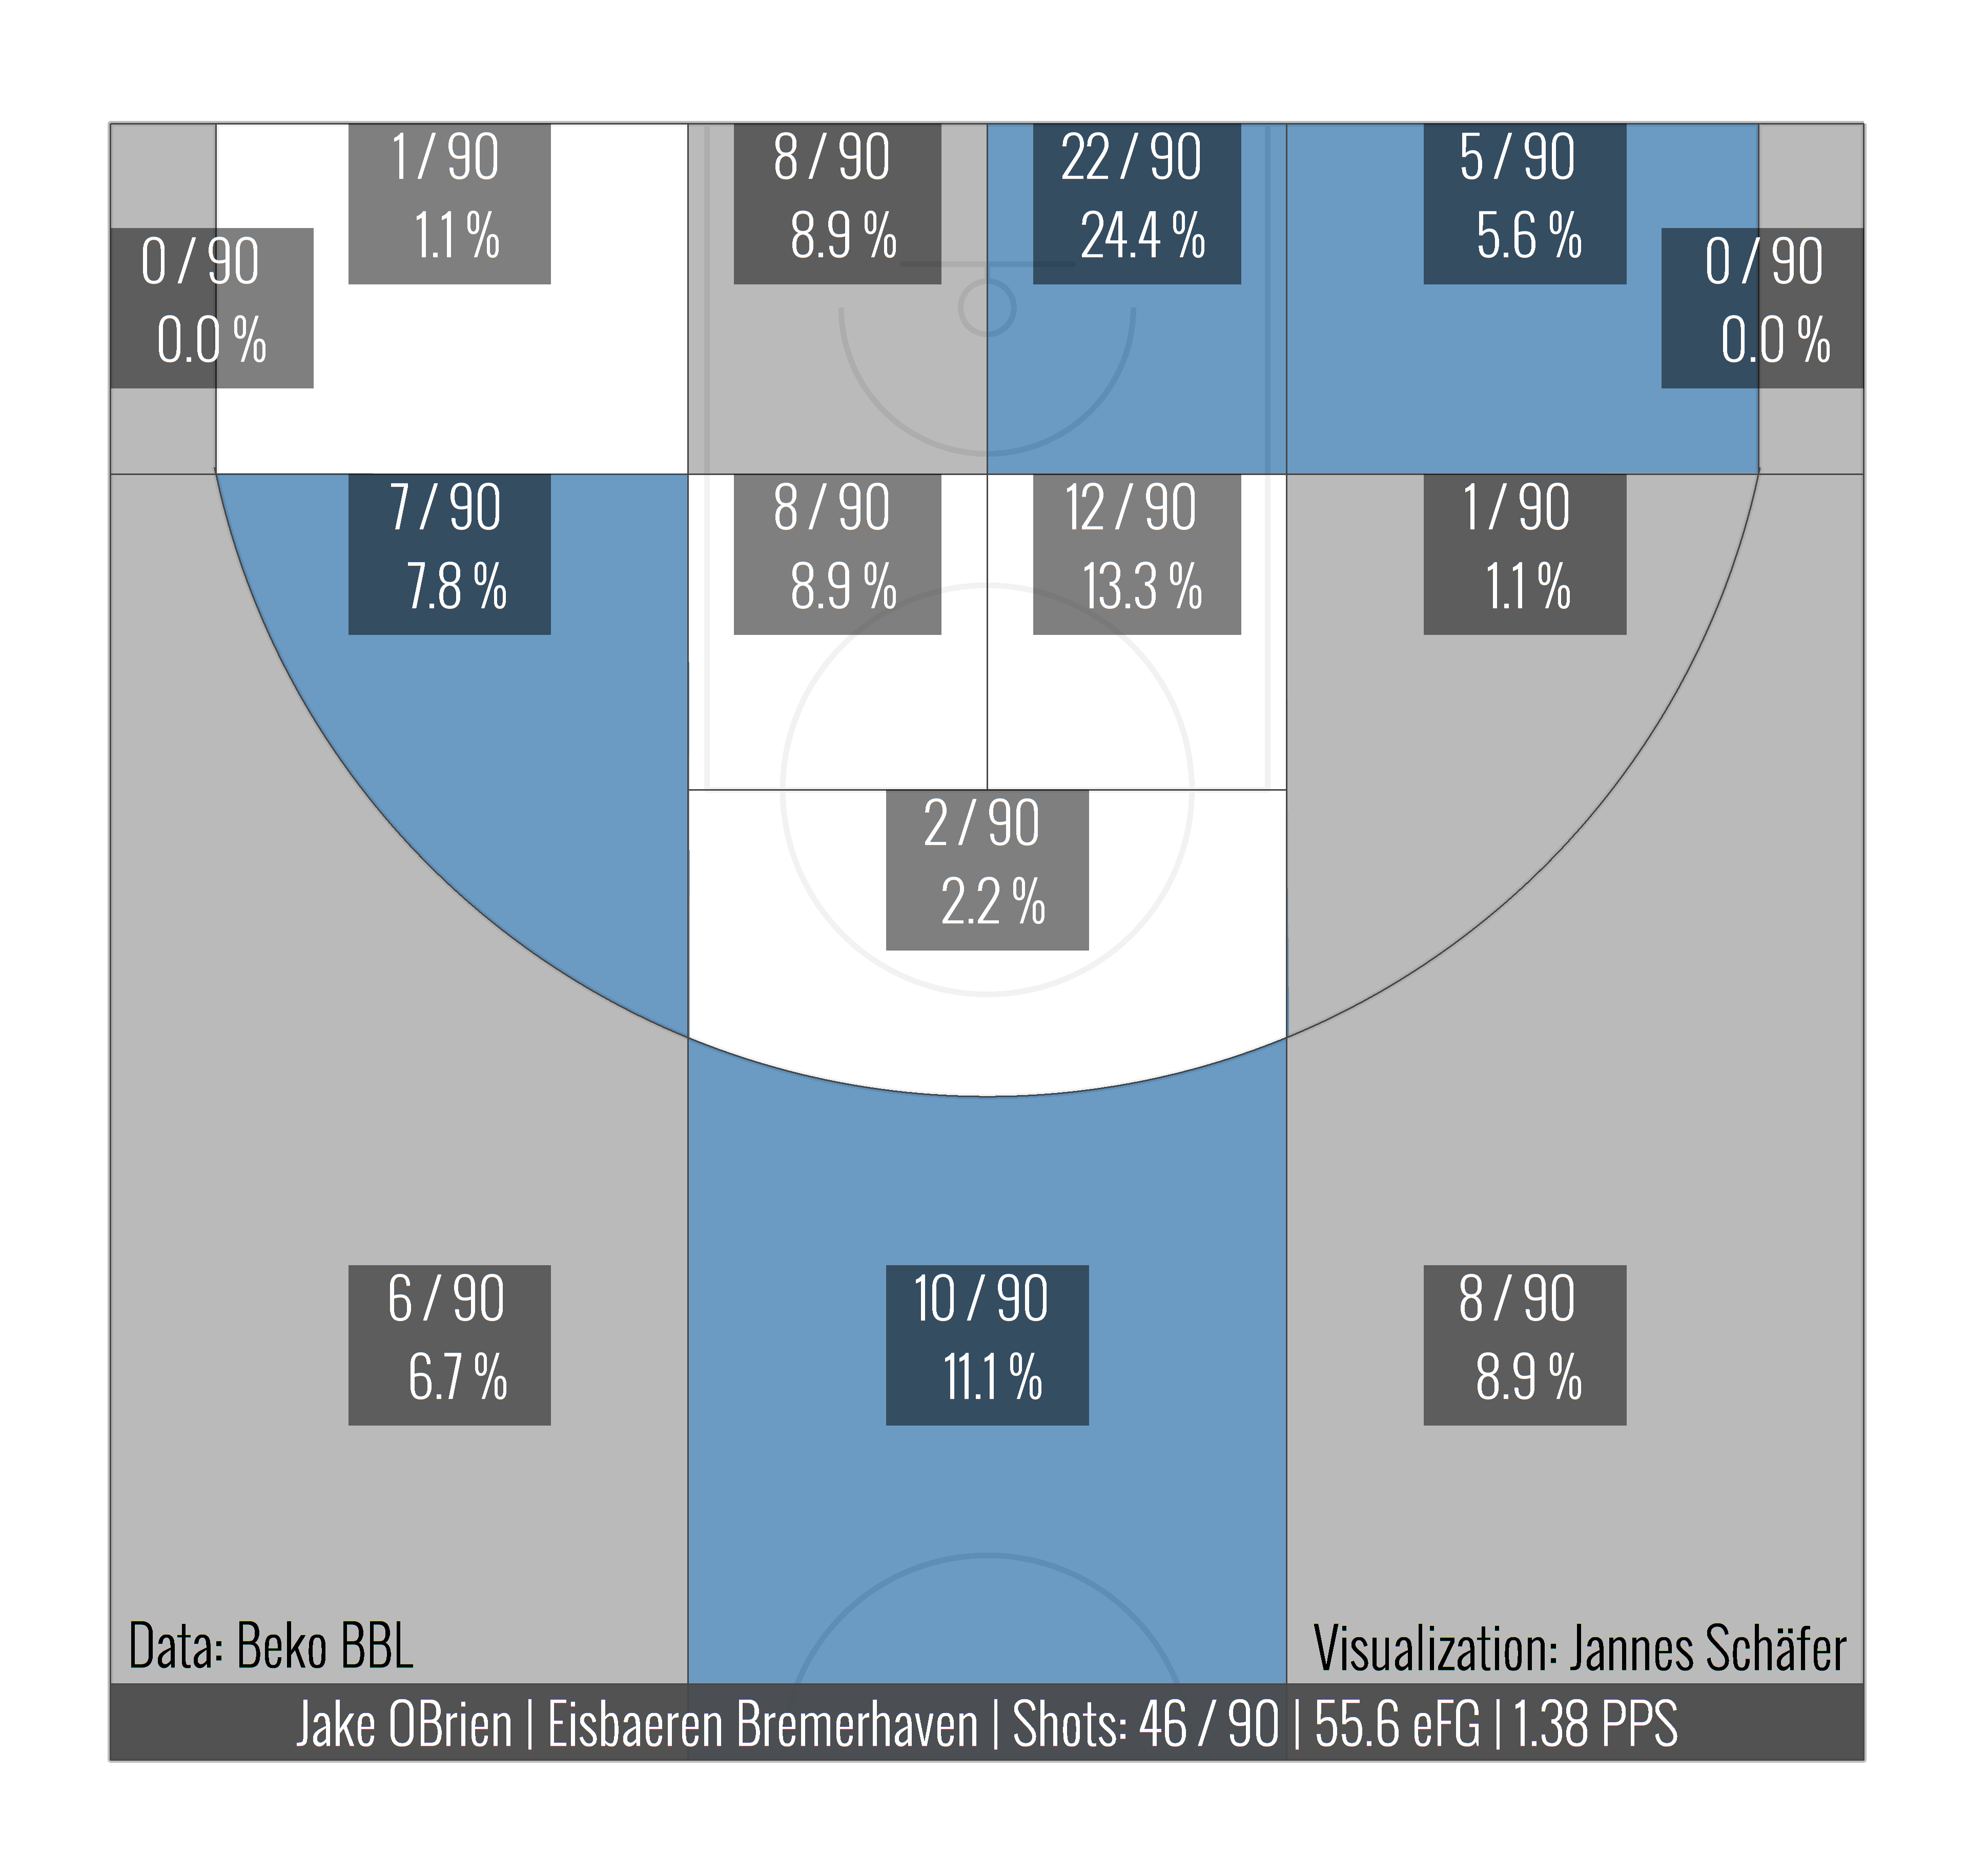 1 / 90
1.1 %
8 / 90
8.9 %
22 / 90
24.4 %
5 / 90
5.6 %
0 / 90
0.0 %
0 / 90
0.0 %
7 / 90
7.8 %
8 / 90
8.9 %
12 / 90
13.3 %
1 / 90
1.1 %
2 / 90
2.2 %
6 / 90
6.7 %
10 / 90
11.1 %
8 / 90
8.9 %
Data: Beko BBL
Visualization: Jannes Schäfer
Jake OBrien | Eisbaeren Bremerhaven | Shots: 46 / 90 | 55.6 eFG | 1.38 PPS